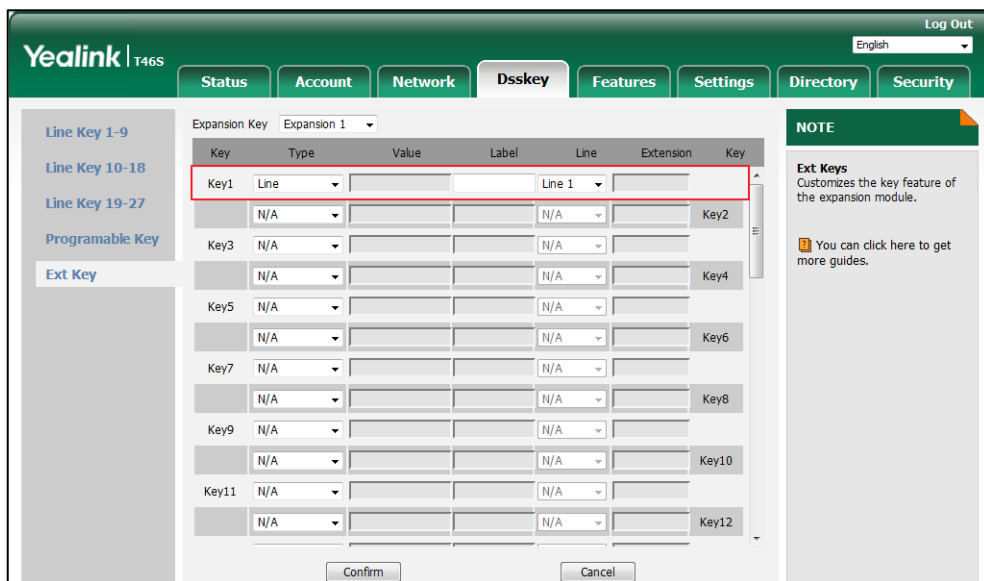 Log Out
Yealink T46S
English
Status Account Network Dsskey Features Settings Directory Security
Line Key 1-9
Line Key 10-18
Line Key 19-27
Programable Key
Ext Key
Expansion Key Expansion 1
Key Type Value Label Line Extension Key
Key1 Line Line 1
N/A N/A Key2
Key3 N/A N/A
N/A N/A Key4
Key5 N/A N/A
N/A N/A Key6
Key7 N/A N/A
N/A N/A Key8
Key9 N/A N/A
N/A N/A Key10
Key11 N/A N/A
N/A N/A Key12
Confirm Cancel
NOTE
Ext Keys
Customizes the key feature of
the expansion module.
You can click here to get
more guides.